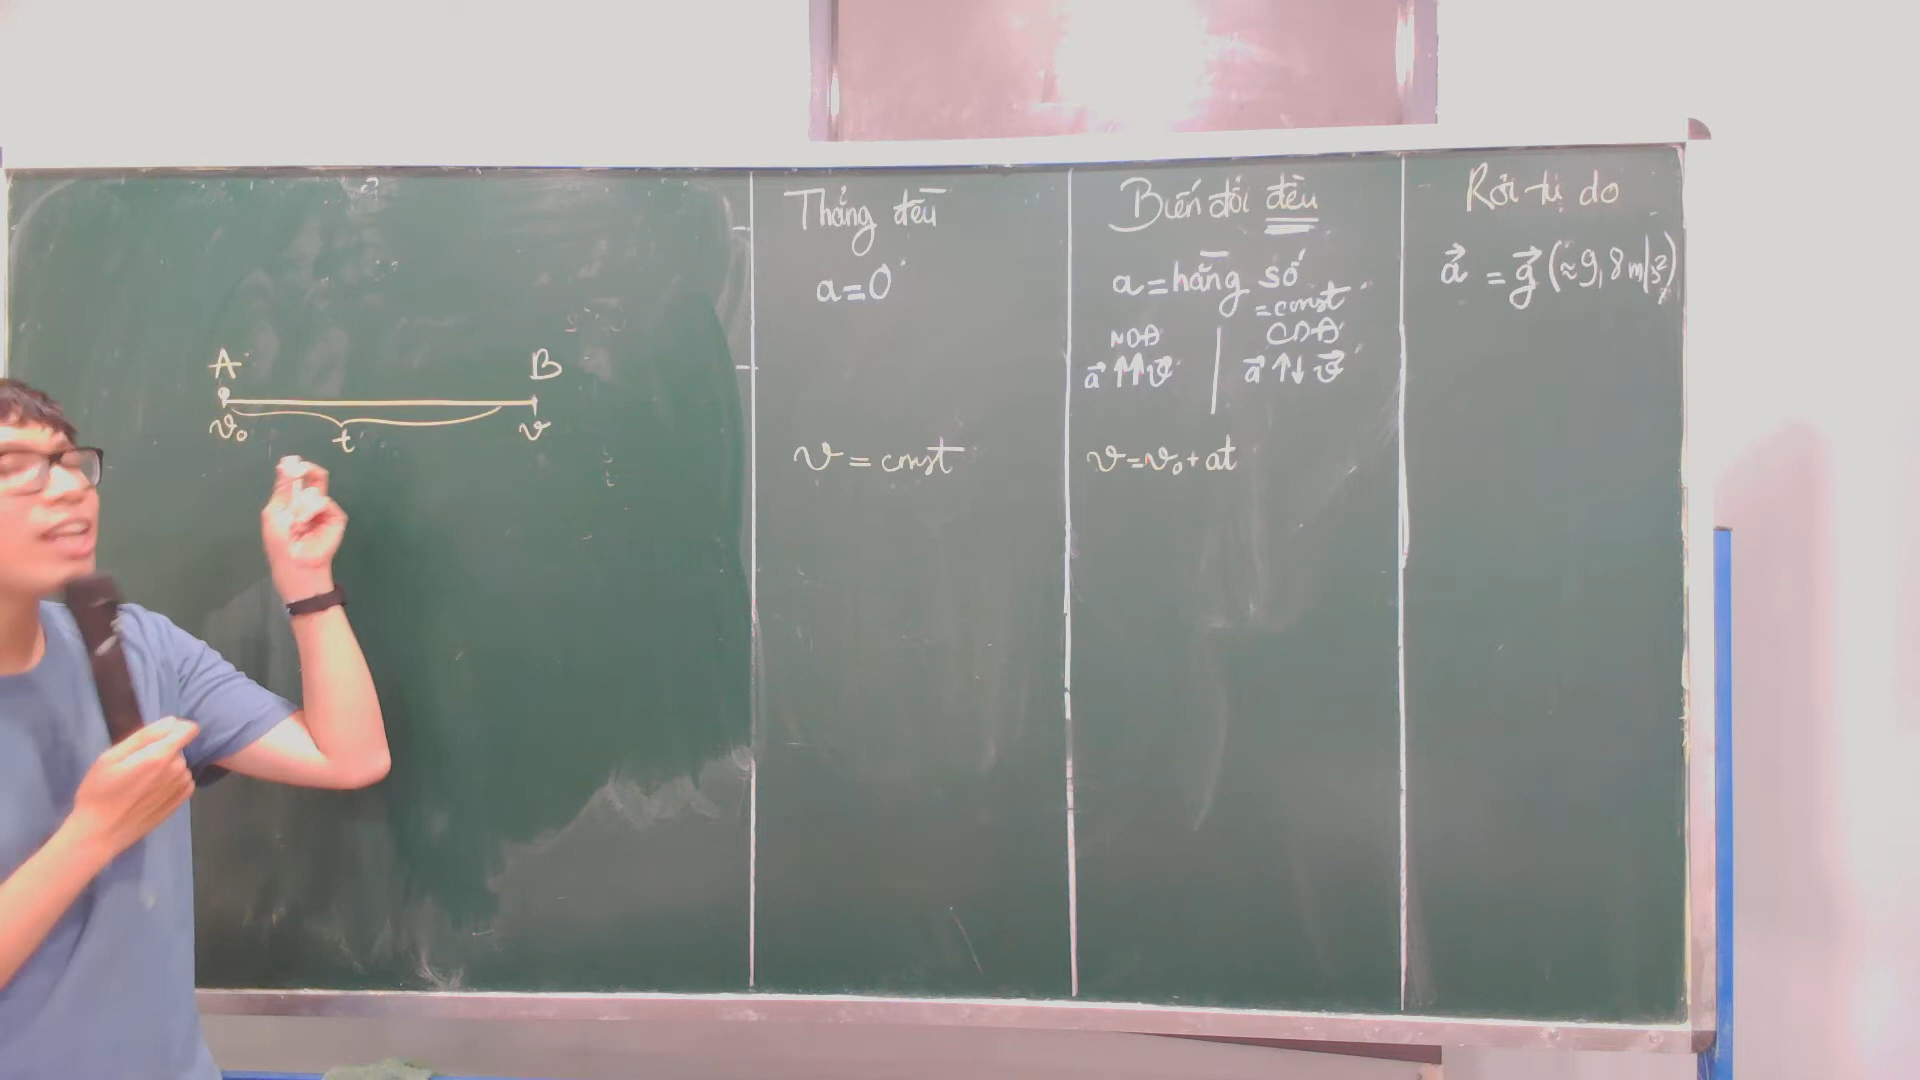 A B
v₀ t v
Thẳng đều
a=0
v = const
Biến đổi đều
a=hằng số
=const
NDĐ
a⃗ ↑↑ v⃗
CDĐ
a⃗ ↑↓ v⃗
v=v₀+at
Rơi tự do
a⃗ = g⃗ (≈9,8m/s²)